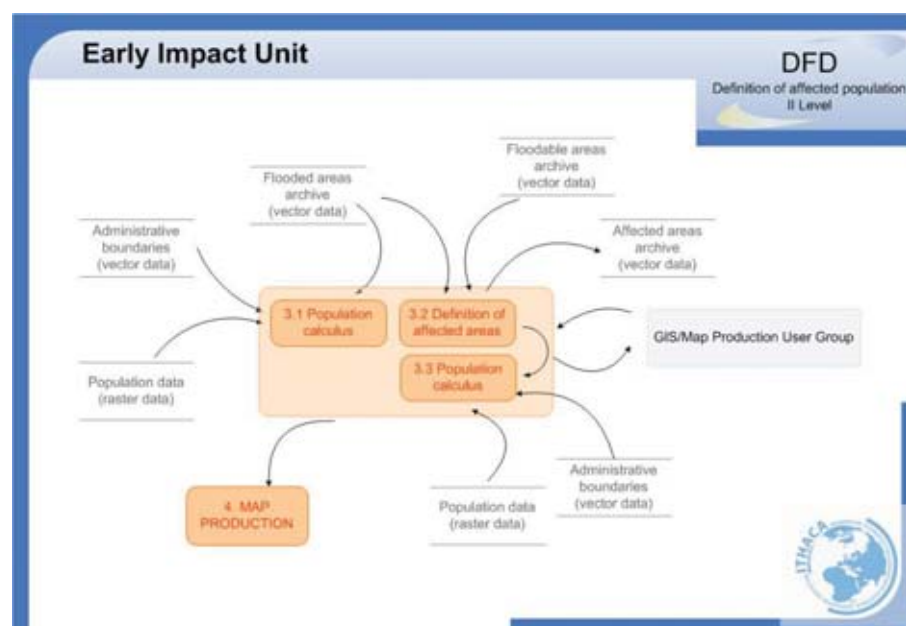 Early Impact Unit
DFD
Definition of affected population
II Level
Floodable areas
archive
(vector data)
Flooded areas
archive
(vector data)
Administrative
boundaries
(vector data)
Affected areas
archive
(vector data)
3.1 Population
calculus
3.2 Definition of
affected areas
GIS/Map Production User Group
3.3 Population
calculus
Population data
(raster data)
Administrative
boundaries
(vector data)
4. MAP
PRODUCTION
Population data
(raster data)
ITHACA